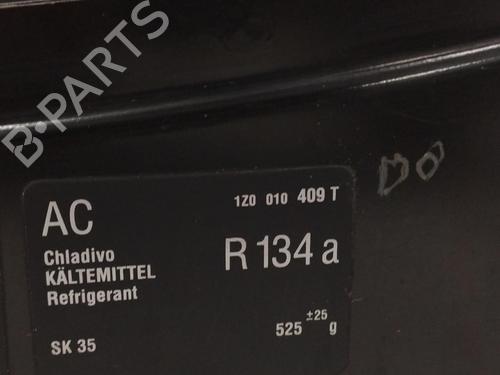 B-PARTS
AC
1Z0 010 409 T
Chladivo
KÄLTEMITTEL
Refrigerant
R 134 a
SK 35
525 ±25 g